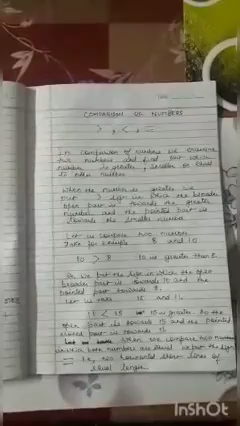 COMPARISON OF NUMBERS
> , < , =
In comparison of numbers we examine
two numbers and find out which
number is greater, smaller or equal
to other number
When the number is greater we
put > sign in which the broader
open part is towards the greater
number and the pointed part is
towards the smaller number.
Let us compare two number
Take for example 8 and 10
10 > 8 10 is greater than 8.
So we put the sign in which the open
broader part is towards 10 and the
pointed part towards 8.
Let us take 15 and 11.
15 is greater. So the
open part is towards 15 and the pointed
part is towards
When we compare two numbers
in which both numbers are equal we put the sign
= i.e, two horizontal lines of
equal length.
InShOt